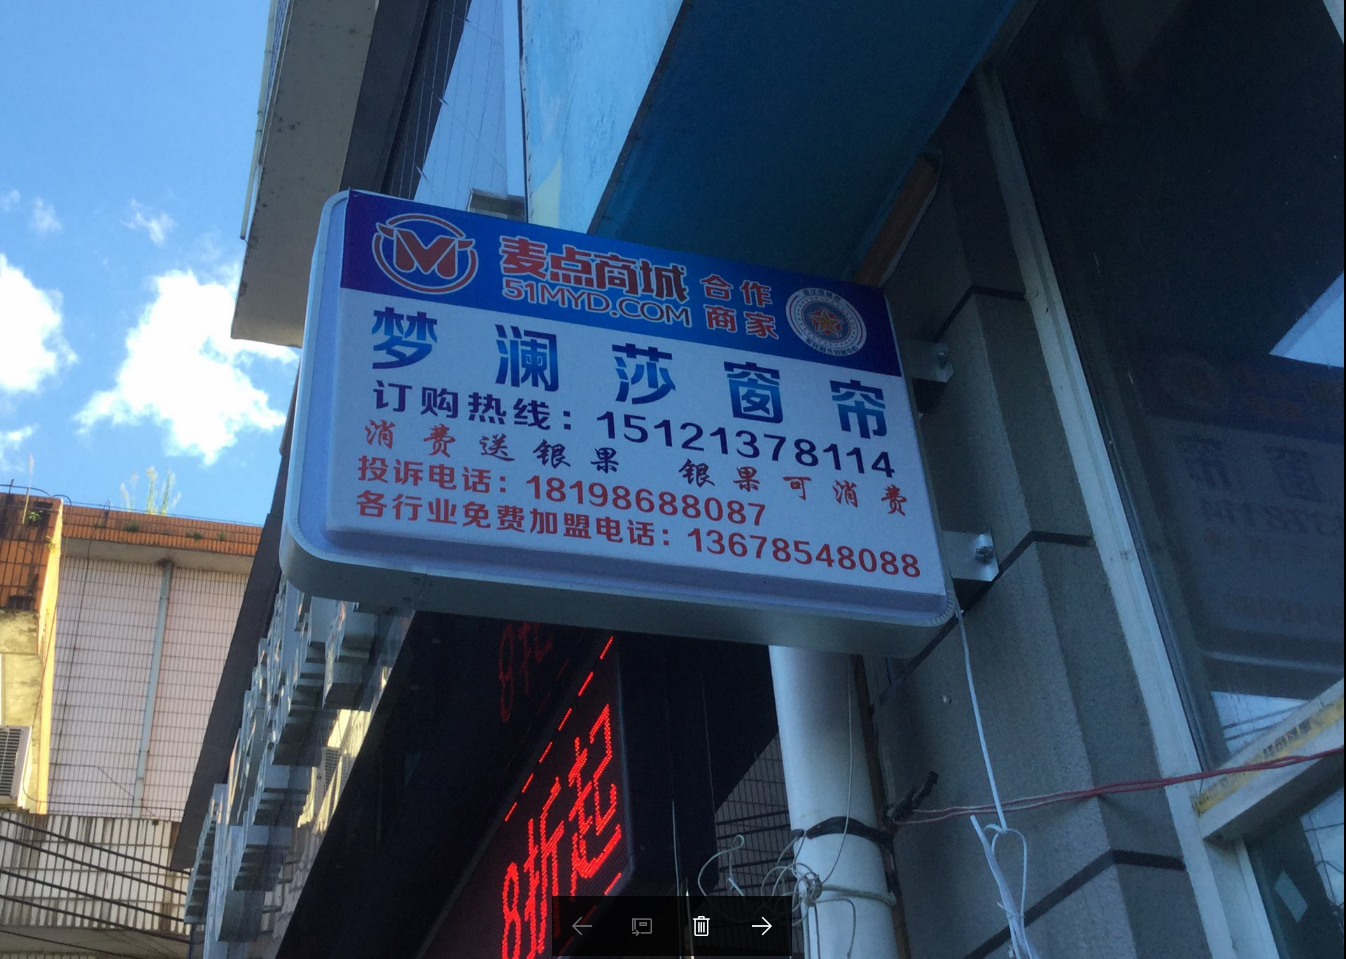 麦点商城
51MYD.COM
合作
商家
梦澜莎窗帘
订购热线：15121378114
消费送银果 银果可消费
投诉电话：18198688087
各行业免费加盟电话：13678548088
8折起